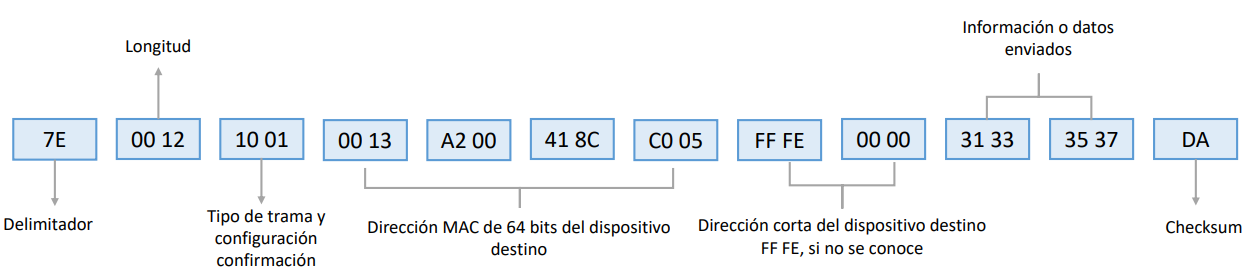 Información o datos
enviados
Longitud
7E 00 12 10 01 00 13 A2 00 41 8C C0 05 FF FE 00 00 31 33 35 37 DA
Delimitador
Tipo de trama y
configuración
confirmación
Dirección MAC de 64 bits del dispositivo
destino
Dirección corta del dispositivo destino
FF FE, si no se conoce
Checksum